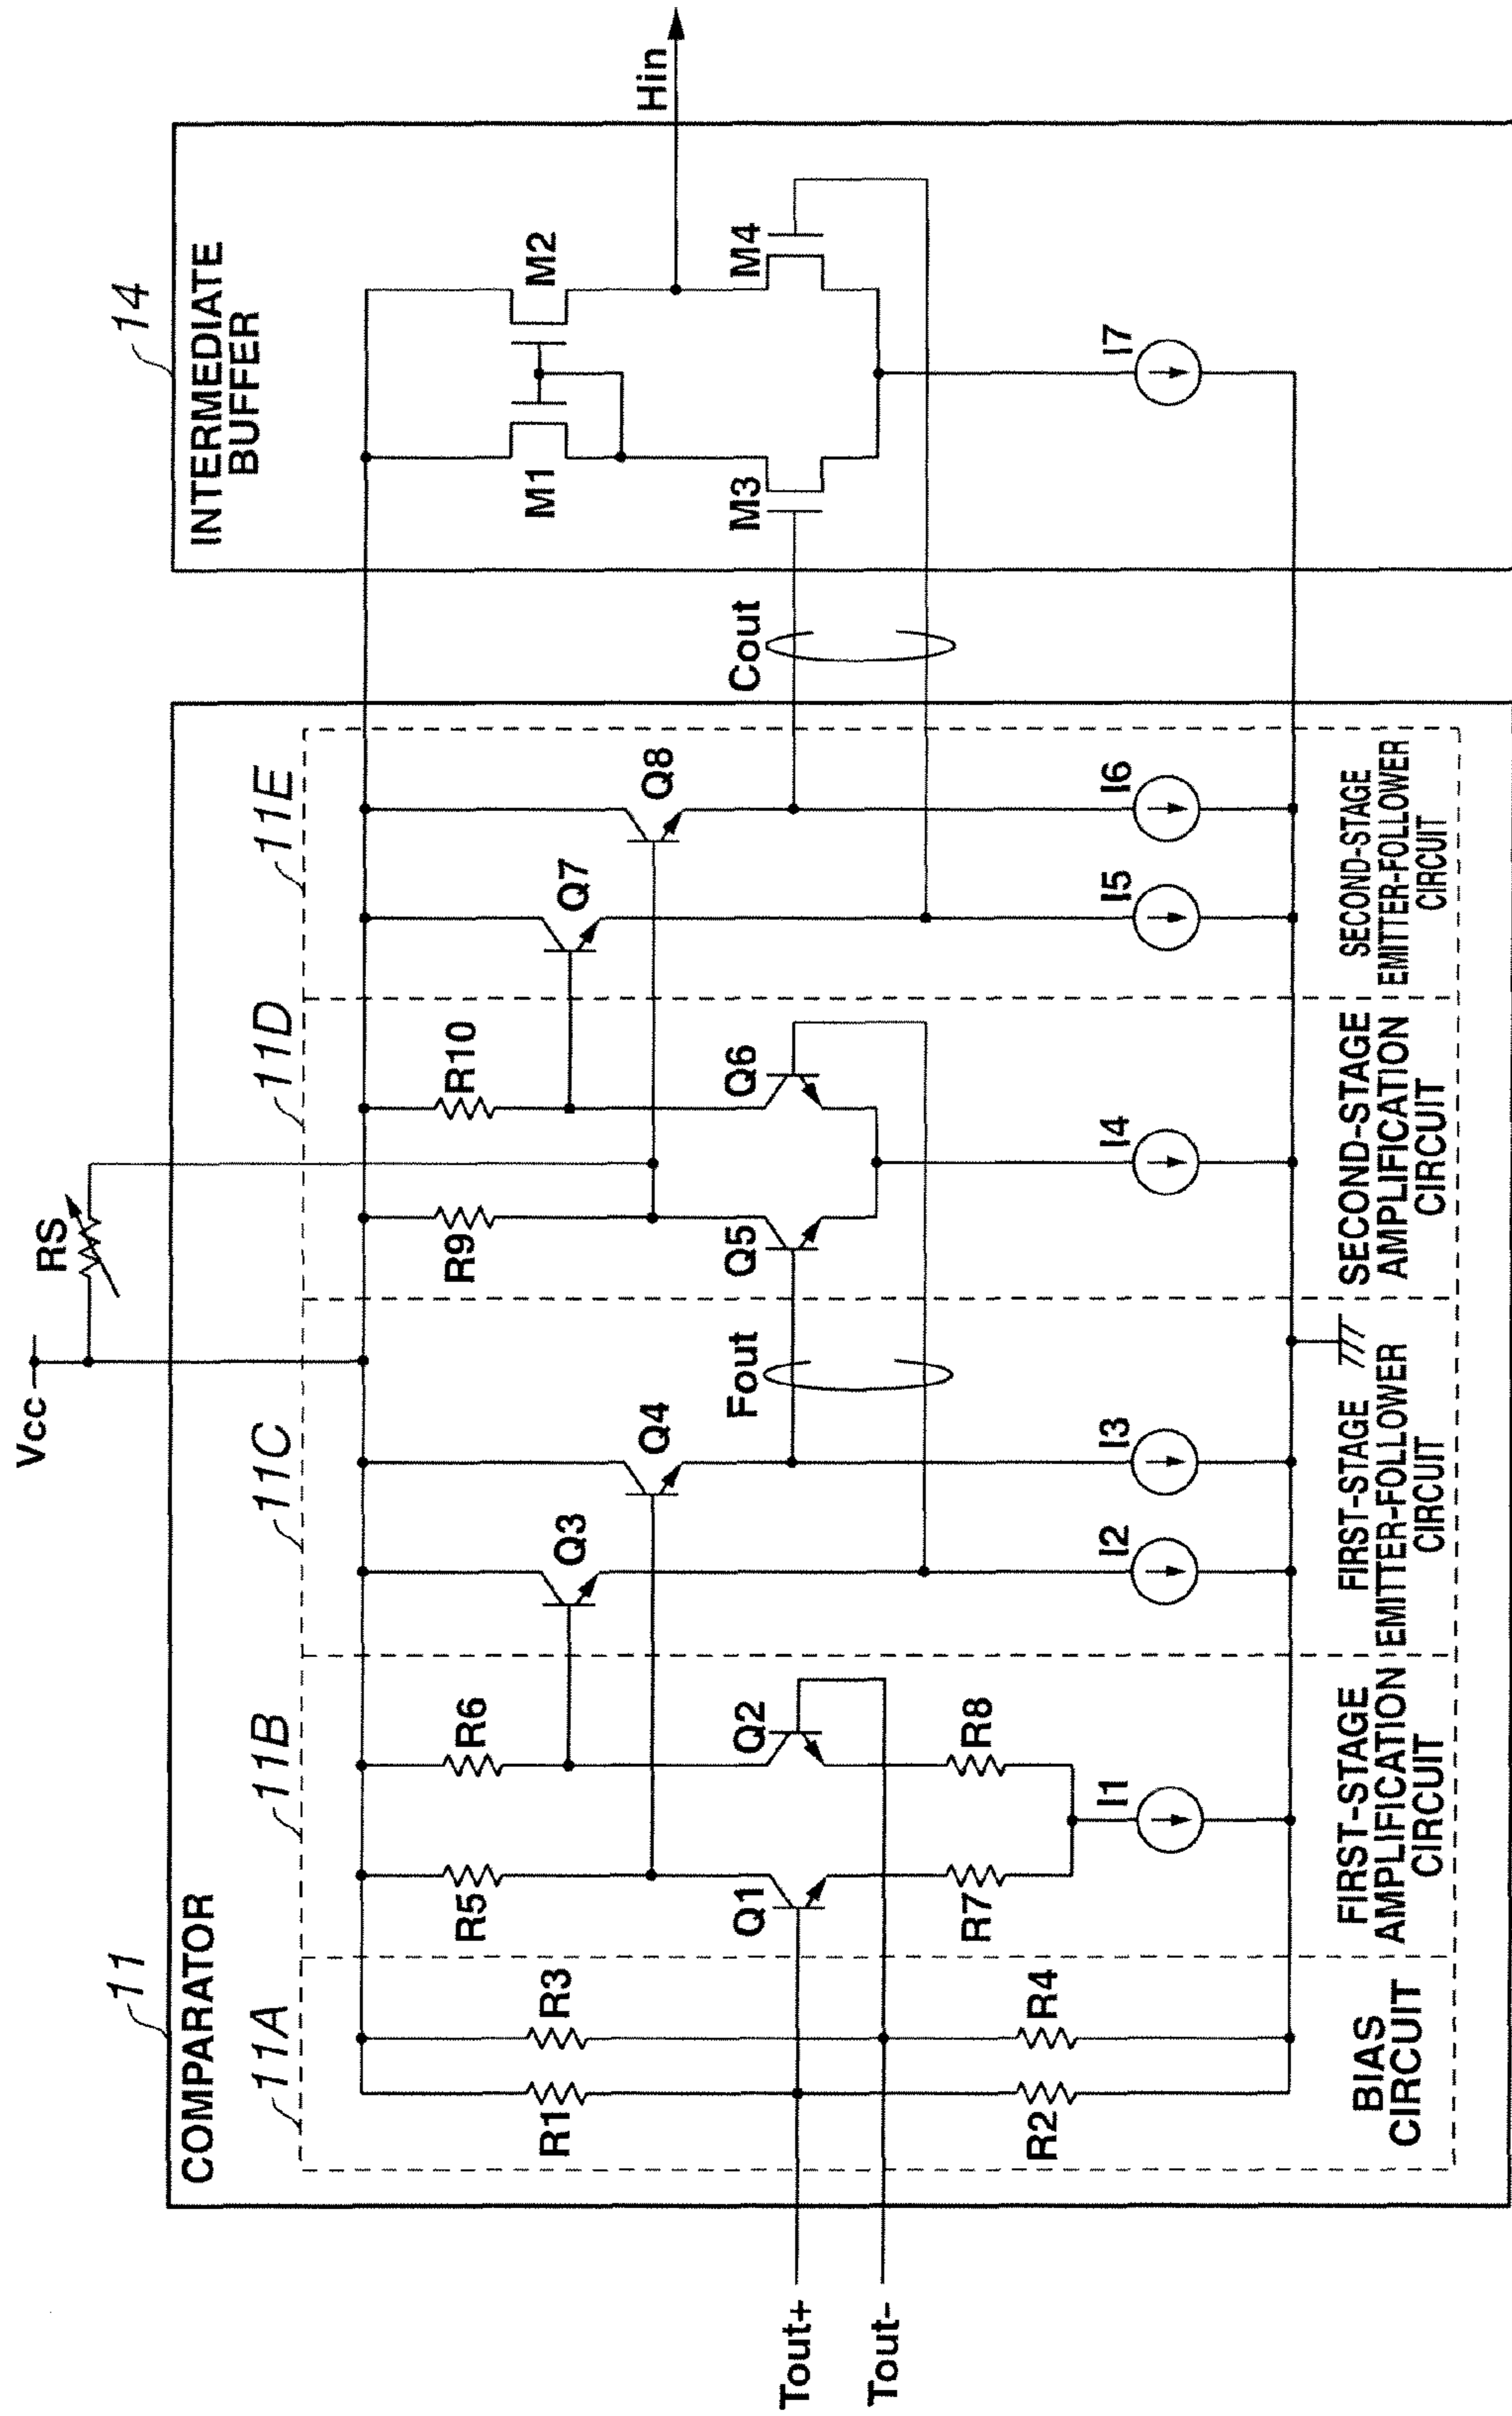 Vcc
RS
11
COMPARATOR
11A
11B
11C
11D
11E
14
INTERMEDIATE
BUFFER
R1
R3
R5
R6
Q3
Q4
R9
R10
Q7
Q8
M1
M2
Hin
Tout+
Tout-
Q1
Q2
Fout
Q5
Q6
Cout
M3
M4
R2
R4
R7
R8
I1
I2
I3
I4
I5
I6
I7
BIAS
CIRCUIT
FIRST-STAGE
AMPLIFICATION
CIRCUIT
FIRST-STAGE
EMITTER-FOLLOWER
CIRCUIT
SECOND-STAGE
AMPLIFICATION
CIRCUIT
SECOND-STAGE
EMITTER-FOLLOWER
CIRCUIT